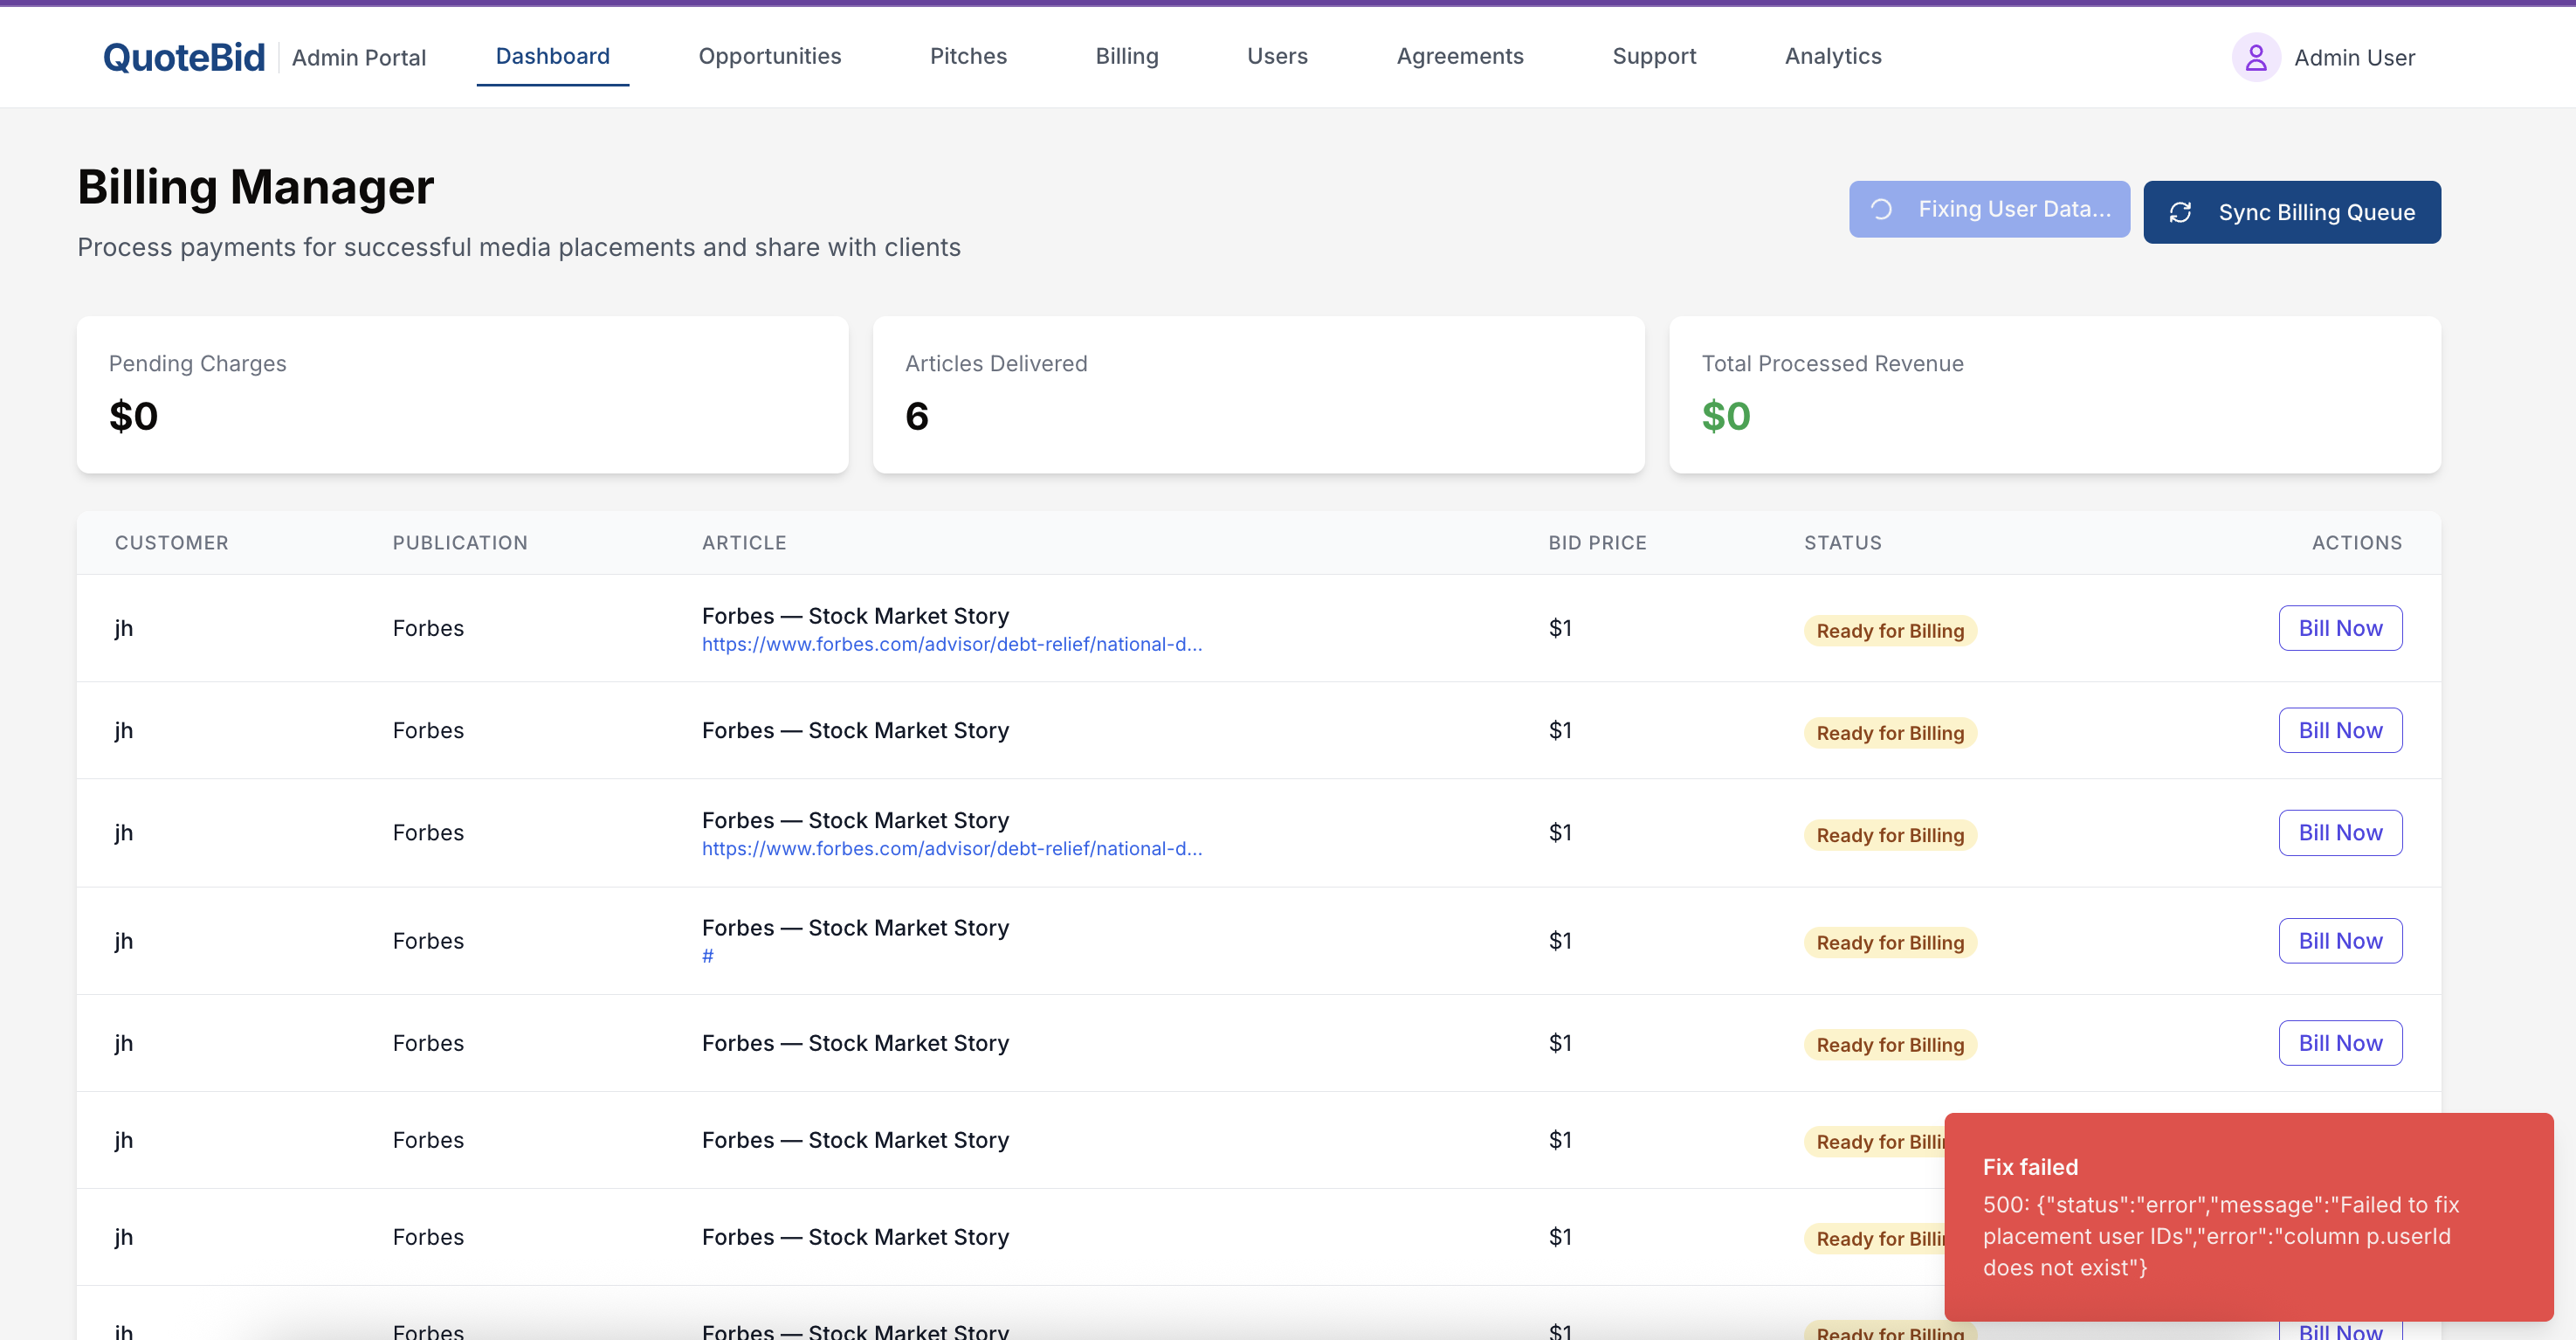 QuoteBid Admin Portal Dashboard Opportunities Pitches Billing Users Agreements Support Analytics Admin User
Billing Manager
Process payments for successful media placements and share with clients
Fixing User Data... Sync Billing Queue
Pending Charges
$0
Articles Delivered
6
Total Processed Revenue
$0
CUSTOMER PUBLICATION ARTICLE BID PRICE STATUS ACTIONS
jh Forbes Forbes — Stock Market Story $1 Ready for Billing Bill Now
https://www.forbes.com/advisor/debt-relief/national-d...
jh Forbes Forbes — Stock Market Story $1 Ready for Billing Bill Now
jh Forbes Forbes — Stock Market Story $1 Ready for Billing Bill Now
https://www.forbes.com/advisor/debt-relief/national-d...
jh Forbes Forbes — Stock Market Story $1 Ready for Billing Bill Now
#
jh Forbes Forbes — Stock Market Story $1 Ready for Billing Bill Now
jh Forbes Forbes — Stock Market Story $1 Ready for Billin
jh Forbes Forbes — Stock Market Story $1 Ready for Billin
jh Forbes Forbes — Stock Market Story $1 Ready for Billing Bill Now
Fix failed
500: {"status":"error","message":"Failed to fix
placement user IDs","error":"column p.userId
does not exist"}